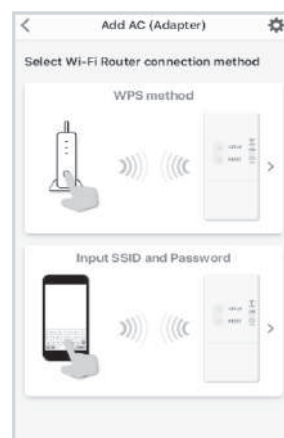 Add AC (Adapter)
Select Wi-Fi Router connection method
WPS method
Input SSID and Password